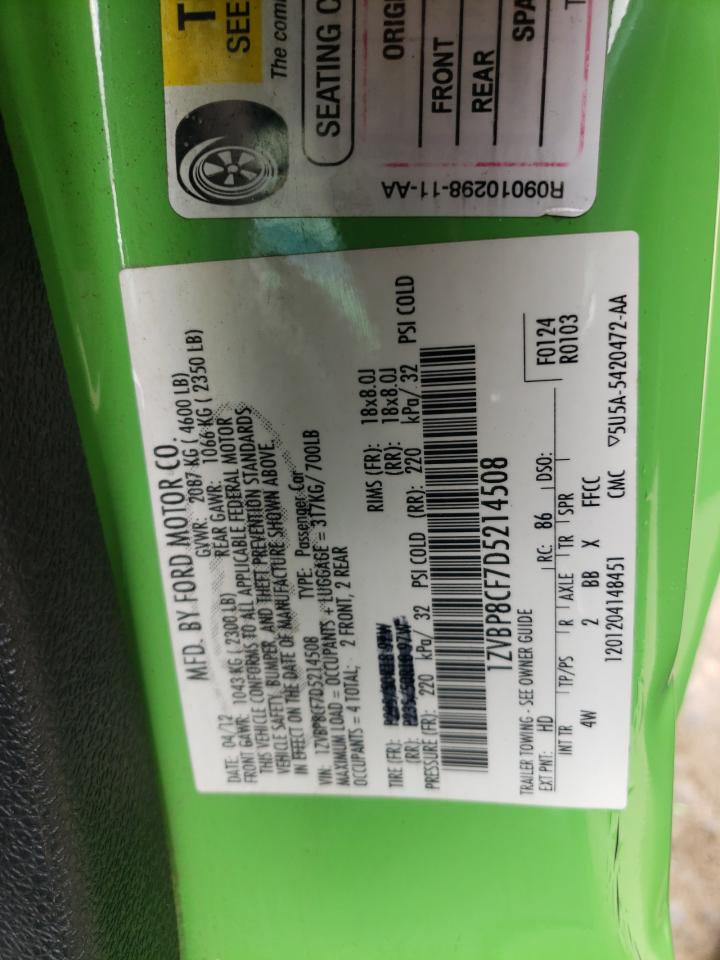 T
SEE
The com
SEATING C
ORIGI
FRONT
REAR
SPA
T
R09010298-11-AA
MFD. BY FORD MOTOR CO.
DATE: 04/12 GVWR: 2087 KG ( 4600 LB)
FRONT GAWR: 1043 KG ( 2300 LB) REAR GAWR: 1066 KG ( 2350 LB)
THIS VEHICLE CONFORMS TO ALL APPLICABLE FEDERAL MOTOR
VEHICLE SAFETY, BUMPER, AND THEFT PREVENTION STANDARDS
IN EFFECT ON THE DATE OF MANUFACTURE SHOWN ABOVE.
VIN: 1ZVBP8CF7D5214508 TYPE: Passenger Car
MAXIMUM LOAD = OCCUPANTS + LUGGAGE = 317KG/ 700LB
OCCUPANTS = 4 TOTAL; 2 FRONT, 2 REAR
TIRE (FR): RIMS (FR): 18x8.0J
(RR): (RR): 18x8.0J
PRESSURE (FR): 220 kPa/ 32 PSI COLD (RR): 220 kPa/ 32 PSI COLD
1ZVBP8CF7D5214508
TRAILER TOWING - SEE OWNER GUIDE
EXT PNT: HD RC: 86 DSO:
F0124
R0103
INT TR TP/PS R AXLE TR SPR
4W 2 BB X FFCC
1201204148451 CMC ▽5U5A-5420472-AA